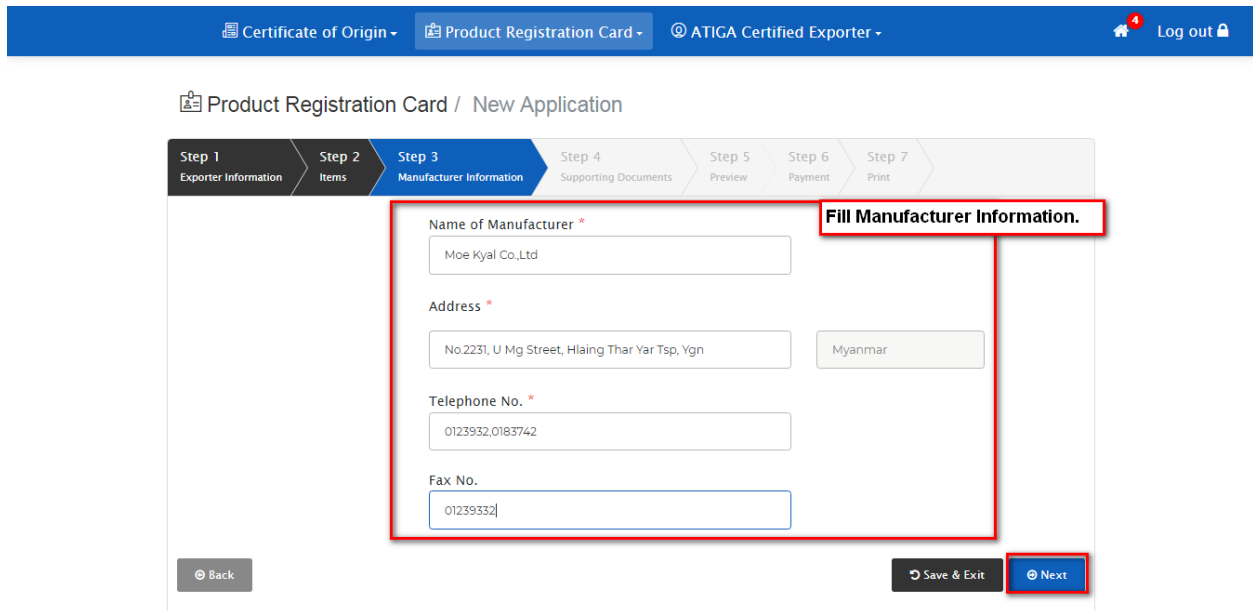 Certificate of Origin Product Registration Card ATIGA Certified Exporter 4 Log out
Product Registration Card / New Application
Step 1 Step 2 Step 3 Step 4 Step 5 Step 6 Step 7
Exporter Information Items Manufacturer Information Supporting Documents Preview Payment Print
Fill Manufacturer Information.
Name of Manufacturer *
Moe Kyal Co.,Ltd
Address *
No.2231, U Mg Street, Hlaing Thar Yar Tsp, Ygn Myanmar
Telephone No. *
0123932,0183742
Fax No.
01239332
Back Save & Exit Next